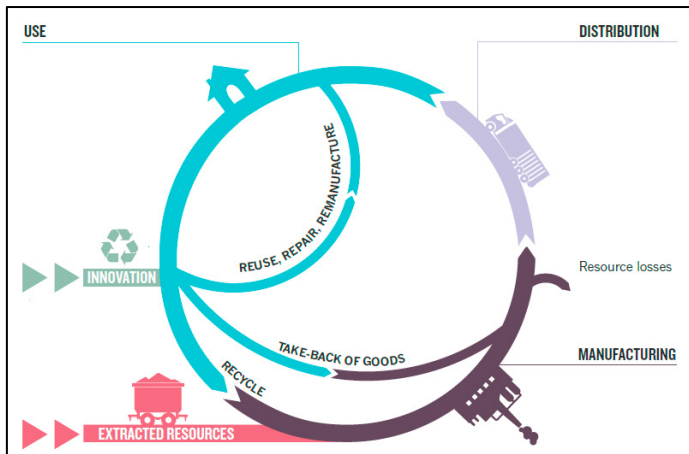 USE
DISTRIBUTION
REUSE, REPAIR, REMANUFACTURE
INNOVATION
Resource losses
TAKE-BACK OF GOODS
MANUFACTURING
RECYCLE
EXTRACTED RESOURCES